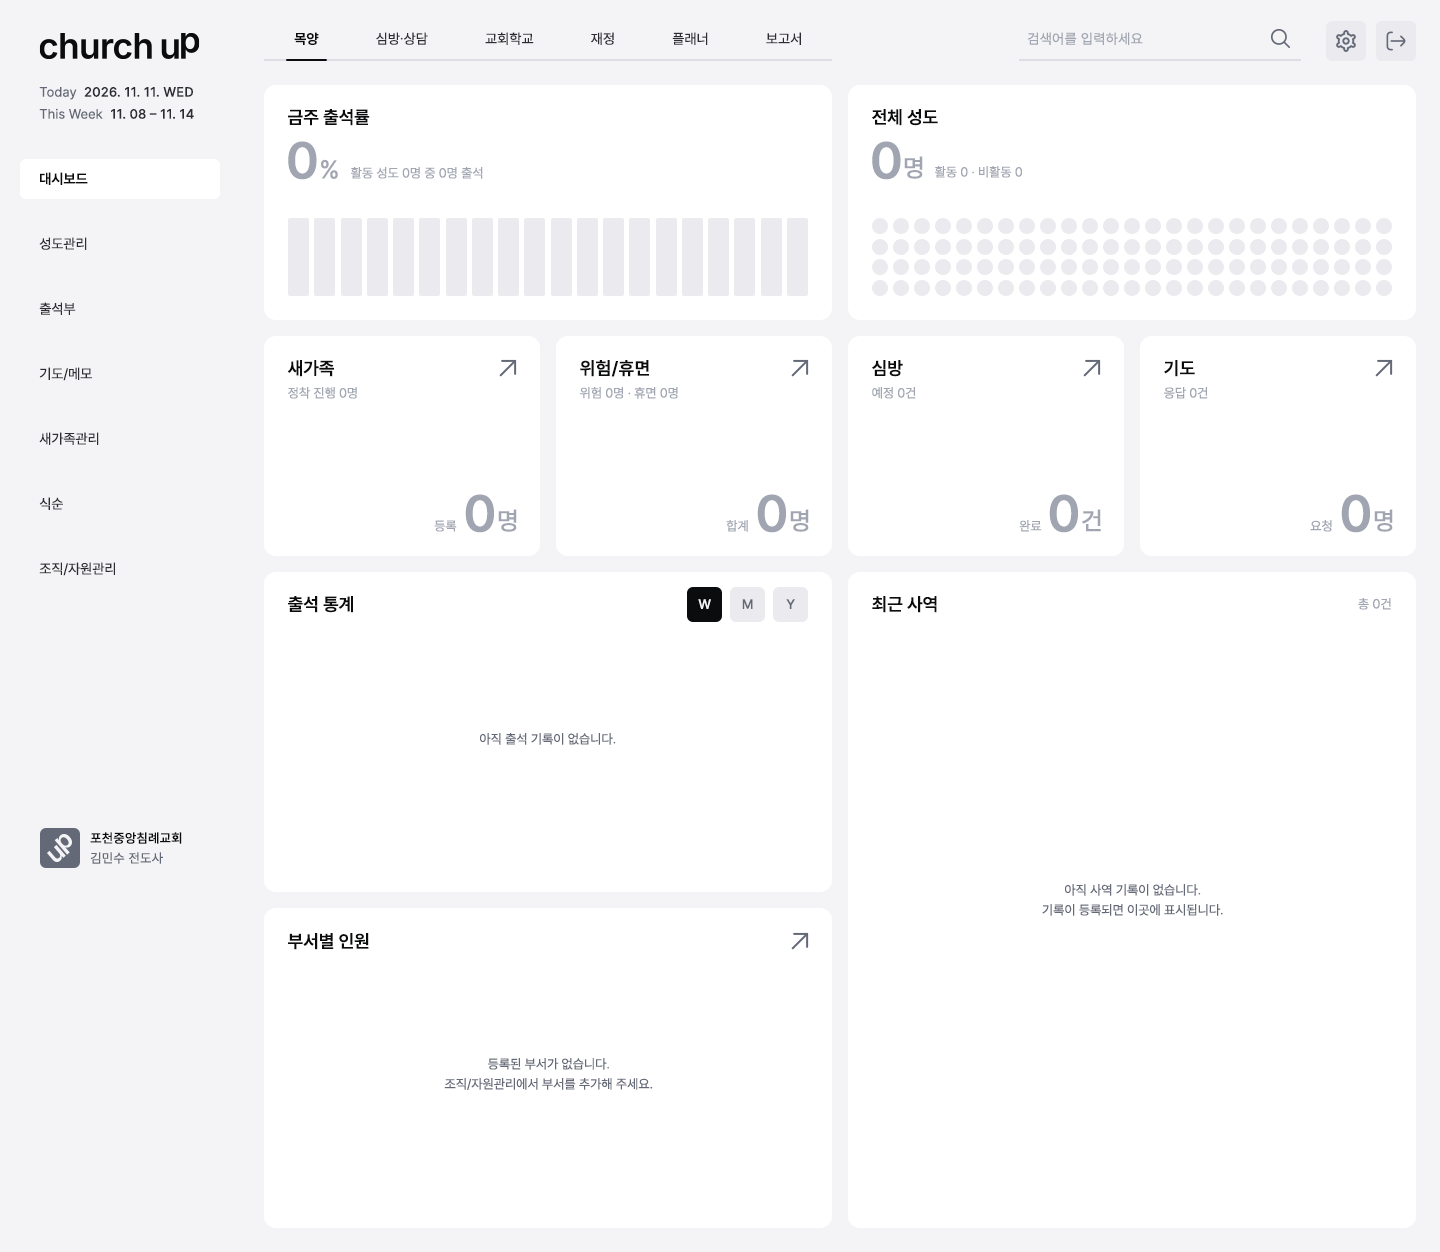 church up
Today 2026. 11. 11. WED
This Week 11. 08 – 11. 14
대시보드
성도관리
출석부
기도/메모
새가족관리
식순
조직/자원관리
up
포천중앙침례교회
김민수 전도사
목양 심방·상담 교회학교 재정 플래너 보고서
검색어를 입력하세요
금주 출석률
0% 활동 성도 0명 중 0명 출석
전체 성도
0명 활동 0 · 비활동 0
새가족
정착 진행 0명
등록 0명
위험/휴면
위험 0명 · 휴면 0명
합계 0명
심방
예정 0건
완료 0건
기도
응답 0건
요청 0명
출석 통계
W M Y
아직 출석 기록이 없습니다.
최근 사역
총 0건
아직 사역 기록이 없습니다.
기록이 등록되면 이곳에 표시됩니다.
부서별 인원
등록된 부서가 없습니다.
조직/자원관리에서 부서를 추가해 주세요.